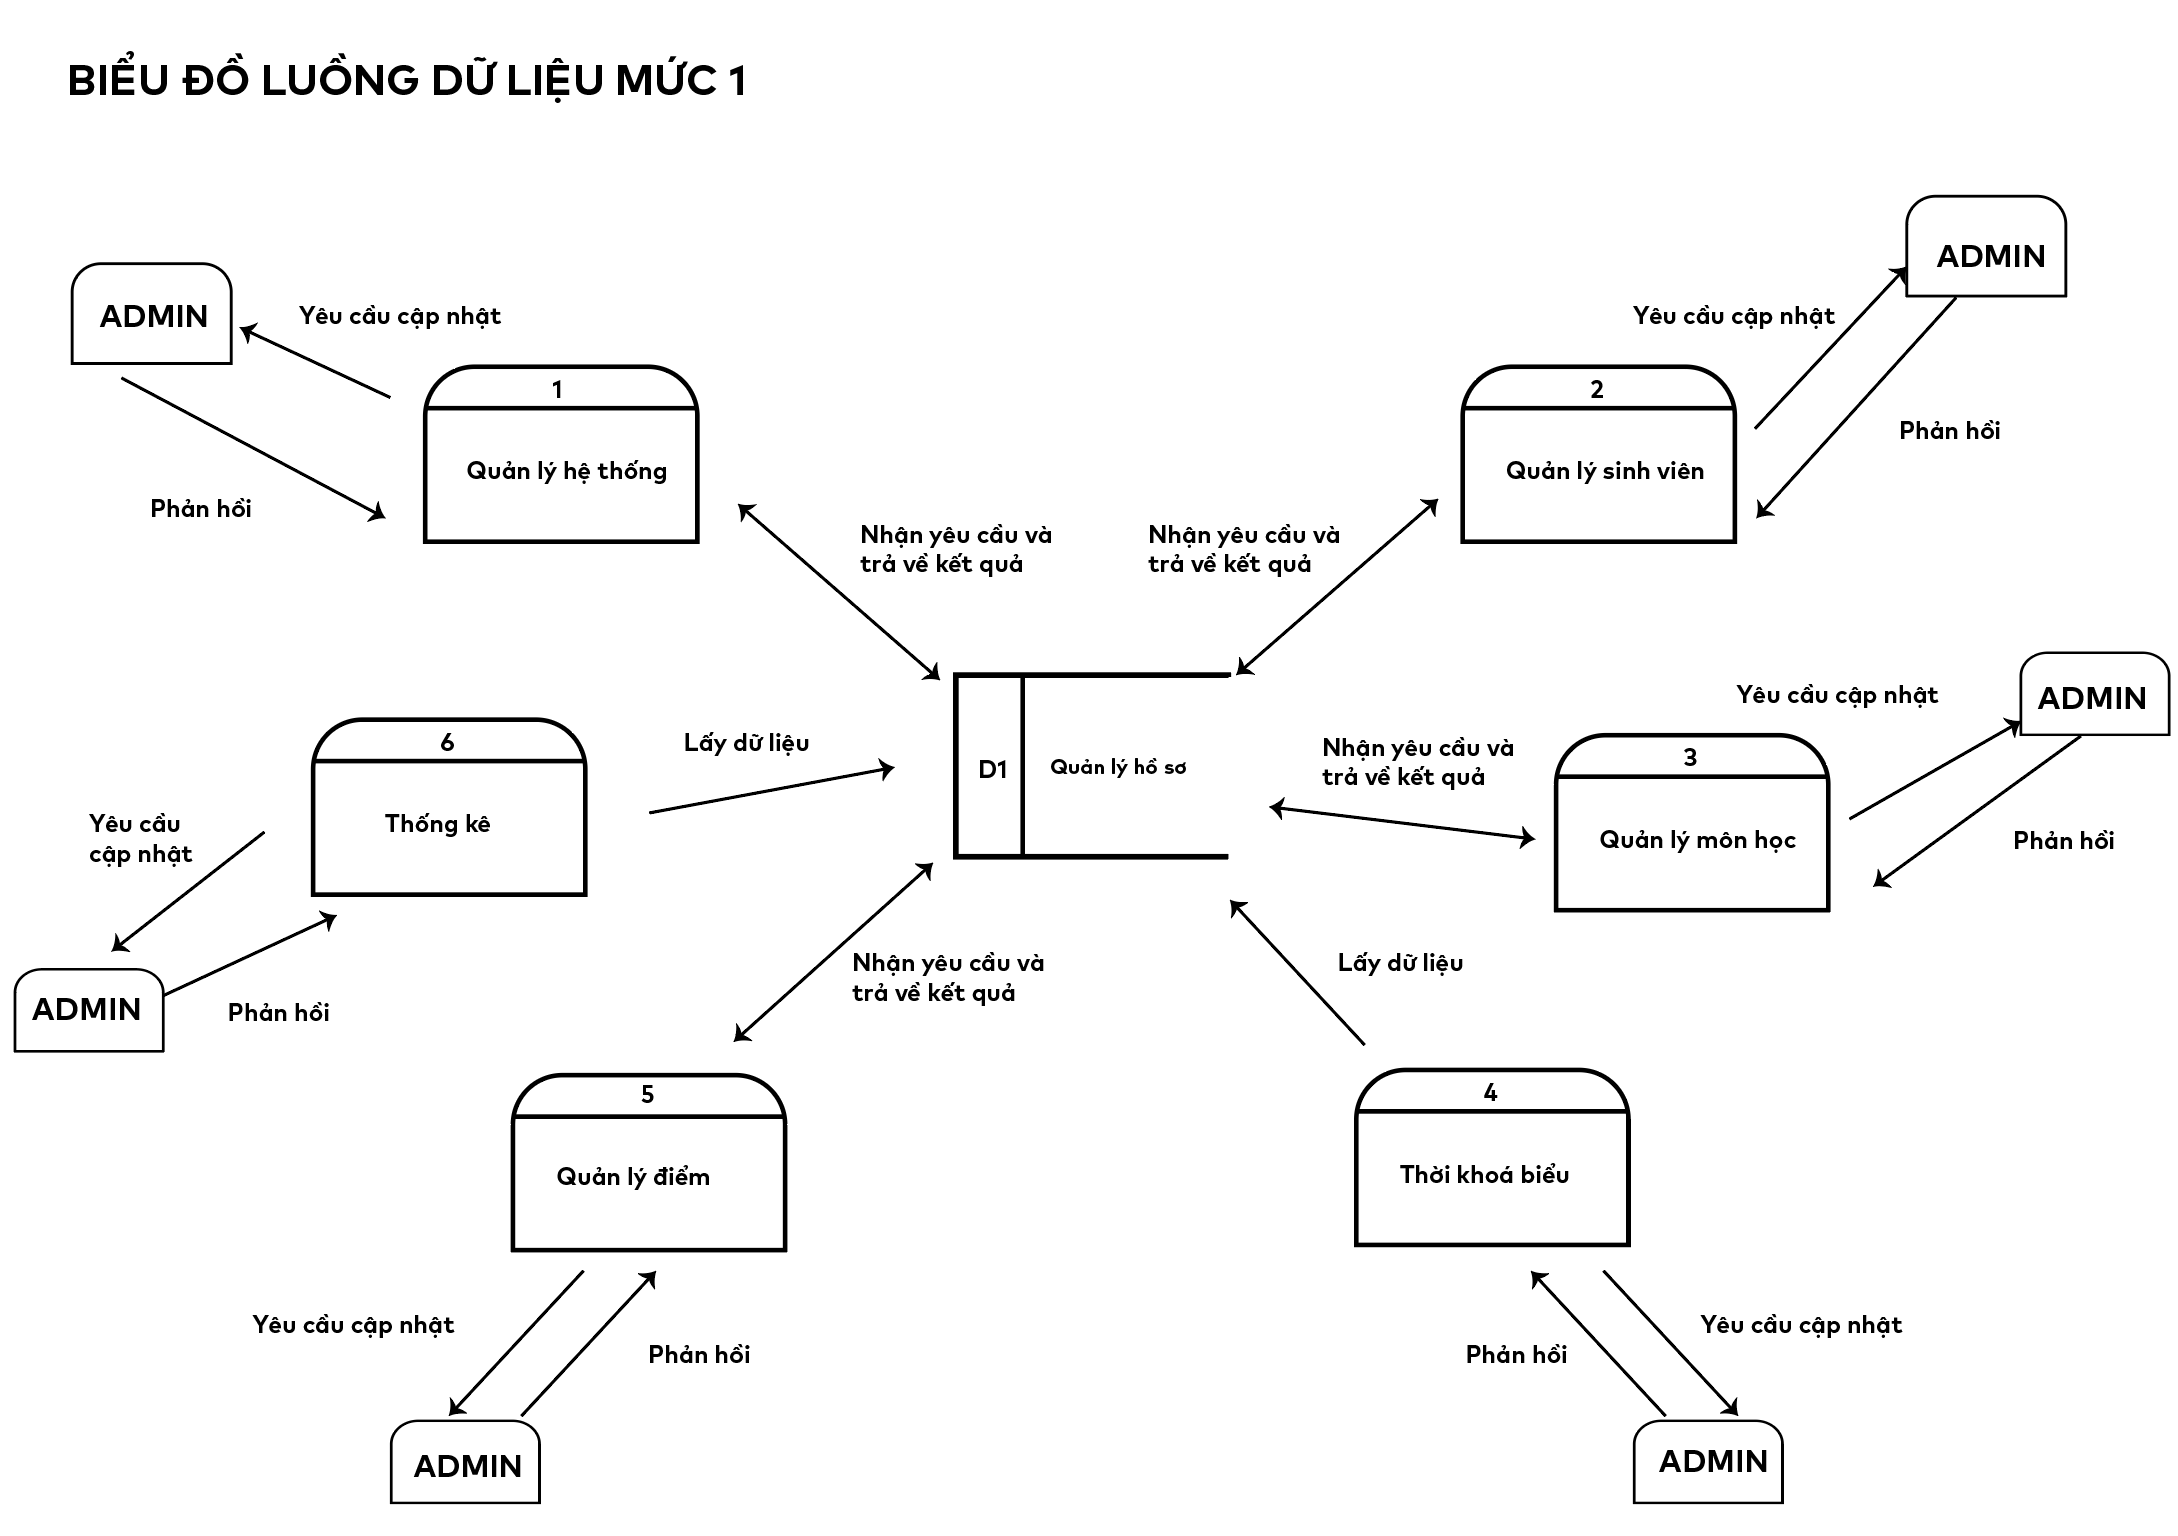 BIỂU ĐỒ LUỒNG DỮ LIỆU MỨC 1
ADMIN
Yêu cầu cập nhật
Phản hồi
1
Quản lý hệ thống
Nhận yêu cầu và
trả về kết quả
ADMIN
Yêu cầu cập nhật
Phản hồi
2
Quản lý sinh viên
Nhận yêu cầu và
trả về kết quả
D1
Quản lý hồ sơ
ADMIN
Yêu cầu cập nhật
Phản hồi
3
Quản lý môn học
Nhận yêu cầu và
trả về kết quả
6
Thống kê
Lấy dữ liệu
Yêu cầu
cập nhật
Phản hồi
ADMIN
Nhận yêu cầu và
trả về kết quả
5
Quản lý điểm
Yêu cầu cập nhật
Phản hồi
ADMIN
Lấy dữ liệu
4
Thời khoá biểu
Phản hồi
Yêu cầu cập nhật
ADMIN